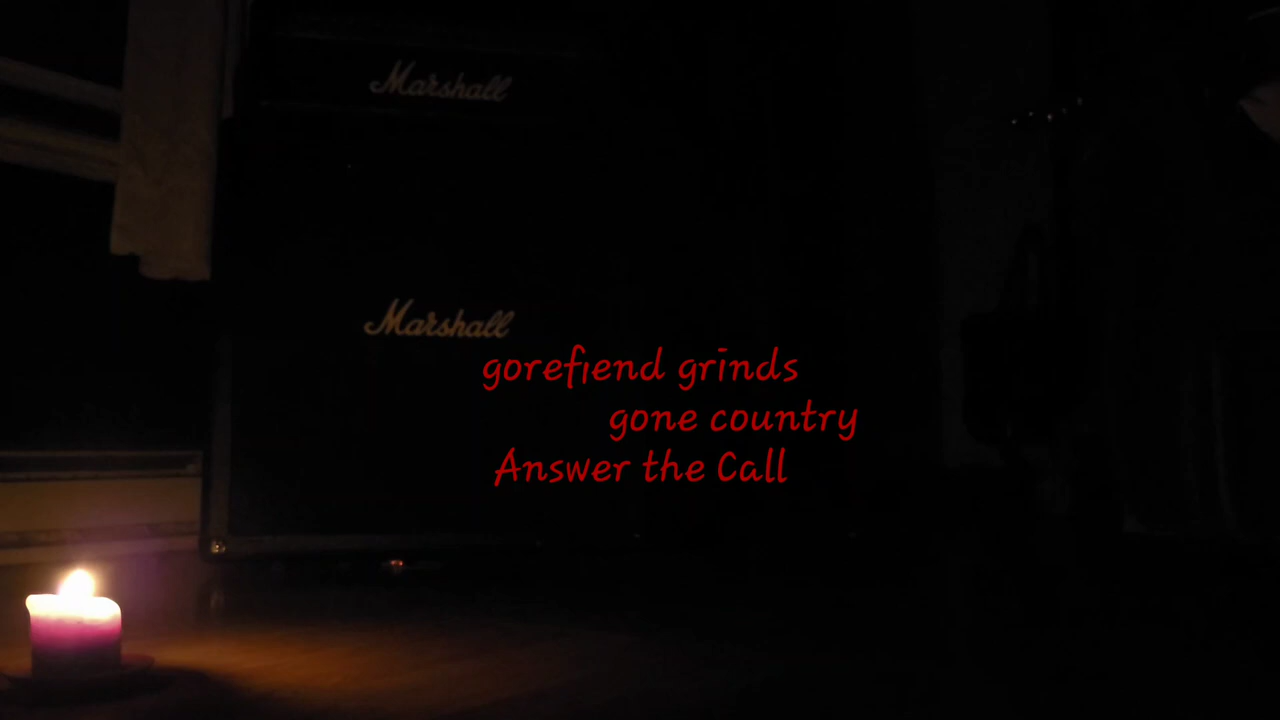 Marshall
Marshall
gorefiend grinds
gone country
Answer the Call